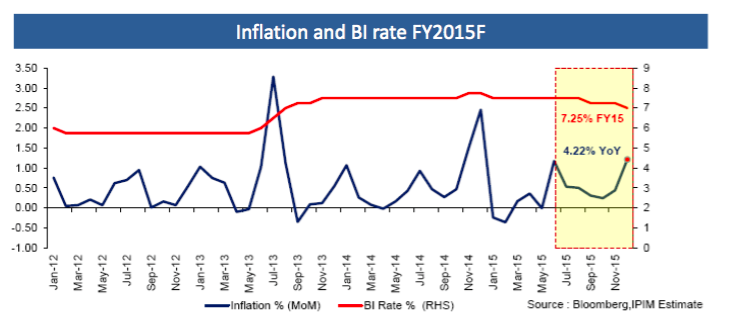 Inflation and BI rate FY2015F
3.50
3.00
2.50
2.00
1.50
1.00
0.50
0.00
-0.50
-1.00
9
8
7
6
5
4
3
2
1
0
7.25% FY15
4.22% YoY
Jan-12
Mar-12
May-12
Jul-12
Sep-12
Nov-12
Jan-13
Mar-13
May-13
Jul-13
Sep-13
Nov-13
Jan-14
Mar-14
May-14
Jul-14
Sep-14
Nov-14
Jan-15
Mar-15
May-15
Jul-15
Sep-15
Nov-15
Inflation % (MoM)
BI Rate % (RHS)
Source : Bloomberg,IPIM Estimate